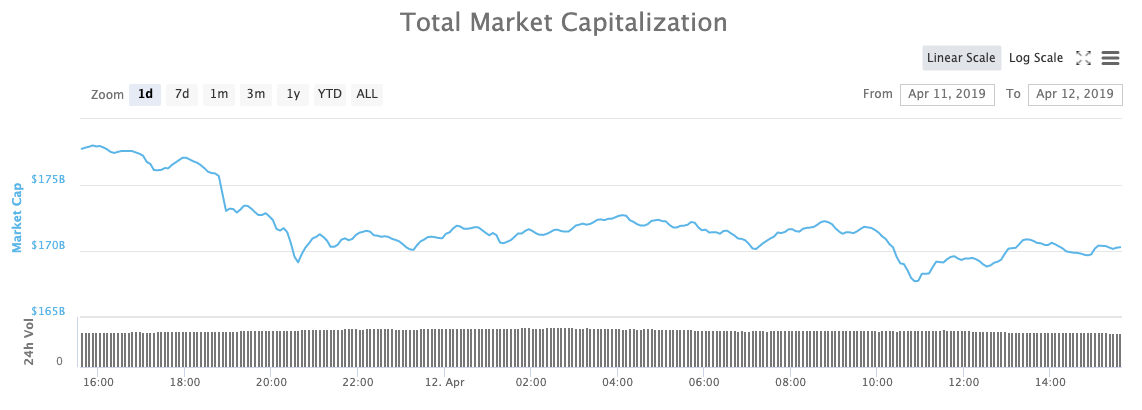 Total Market Capitalization
Linear Scale Log Scale
Zoom 1d 7d 1m 3m 1y YTD ALL From Apr 11, 2019 To Apr 12, 2019
Market Cap
$175B
$170B
$165B
24h Vol
0
16:00 18:00 20:00 22:00 12. Apr 02:00 04:00 06:00 08:00 10:00 12:00 14:00